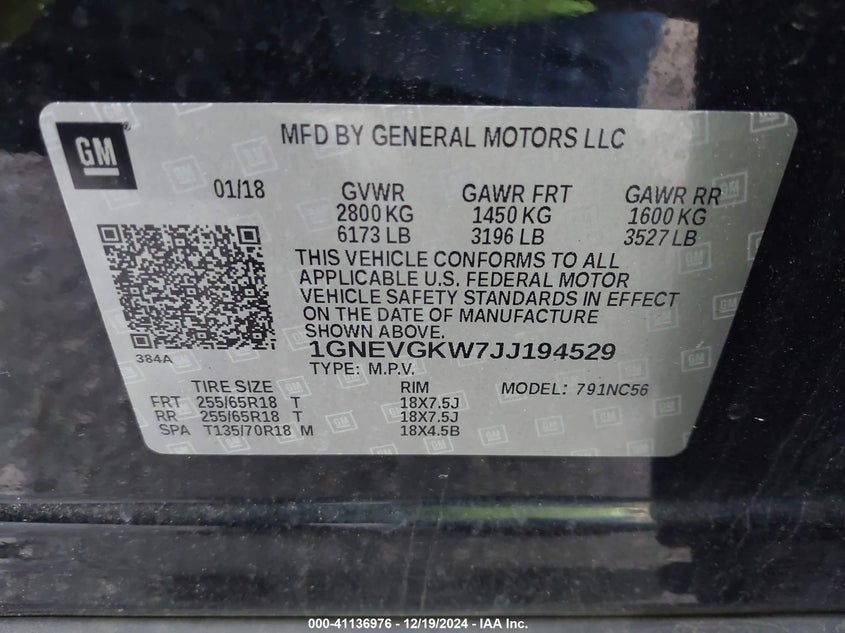 GM
MFD BY GENERAL MOTORS LLC
01/18 GVWR GAWR FRT GAWR RR
2800 KG 1450 KG 1600 KG
6173 LB 3196 LB 3527 LB
THIS VEHICLE CONFORMS TO ALL
APPLICABLE U.S. FEDERAL MOTOR
VEHICLE SAFETY STANDARDS IN EFFECT
ON THE DATE OF MANUFACTURE
SHOWN ABOVE.
384A
1GNEVGKW7JJ194529
TYPE: M.P.V.
TIRE SIZE RIM MODEL: 791NC56
FRT 255/65R18 T 18X7.5J
RR 255/65R18 T 18X7.5J
SPA T135/70R18 M 18X4.5B
000-41136976 - 12/19/2024 - IAA Inc.